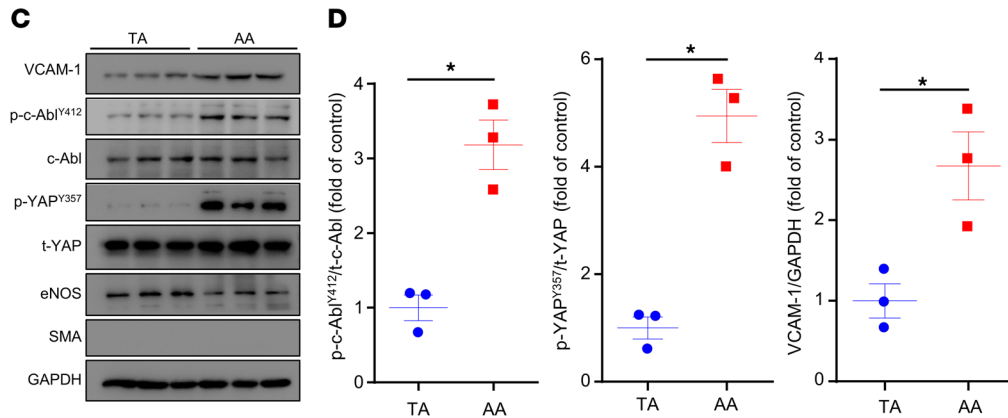 C
TA AA
VCAM-1
p-c-Abl^Y412
c-Abl
p-YAP^Y357
t-YAP
eNOS
SMA
GAPDH
D
p-c-Abl^Y412/t-c-Abl (fold of control)
4
3
2
1
0
*
TA AA
p-YAP^Y357/t-YAP (fold of control)
6
4
2
0
*
TA AA
VCAM-1/GAPDH (fold of control)
4
3
2
1
0
*
TA AA